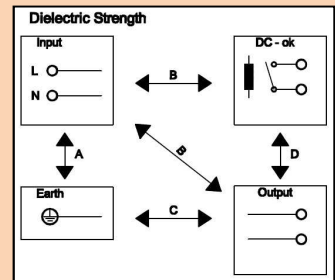 Dielectric Strength
Input
DC - ok
L
N
B
A
B
D
Earth
Output
C